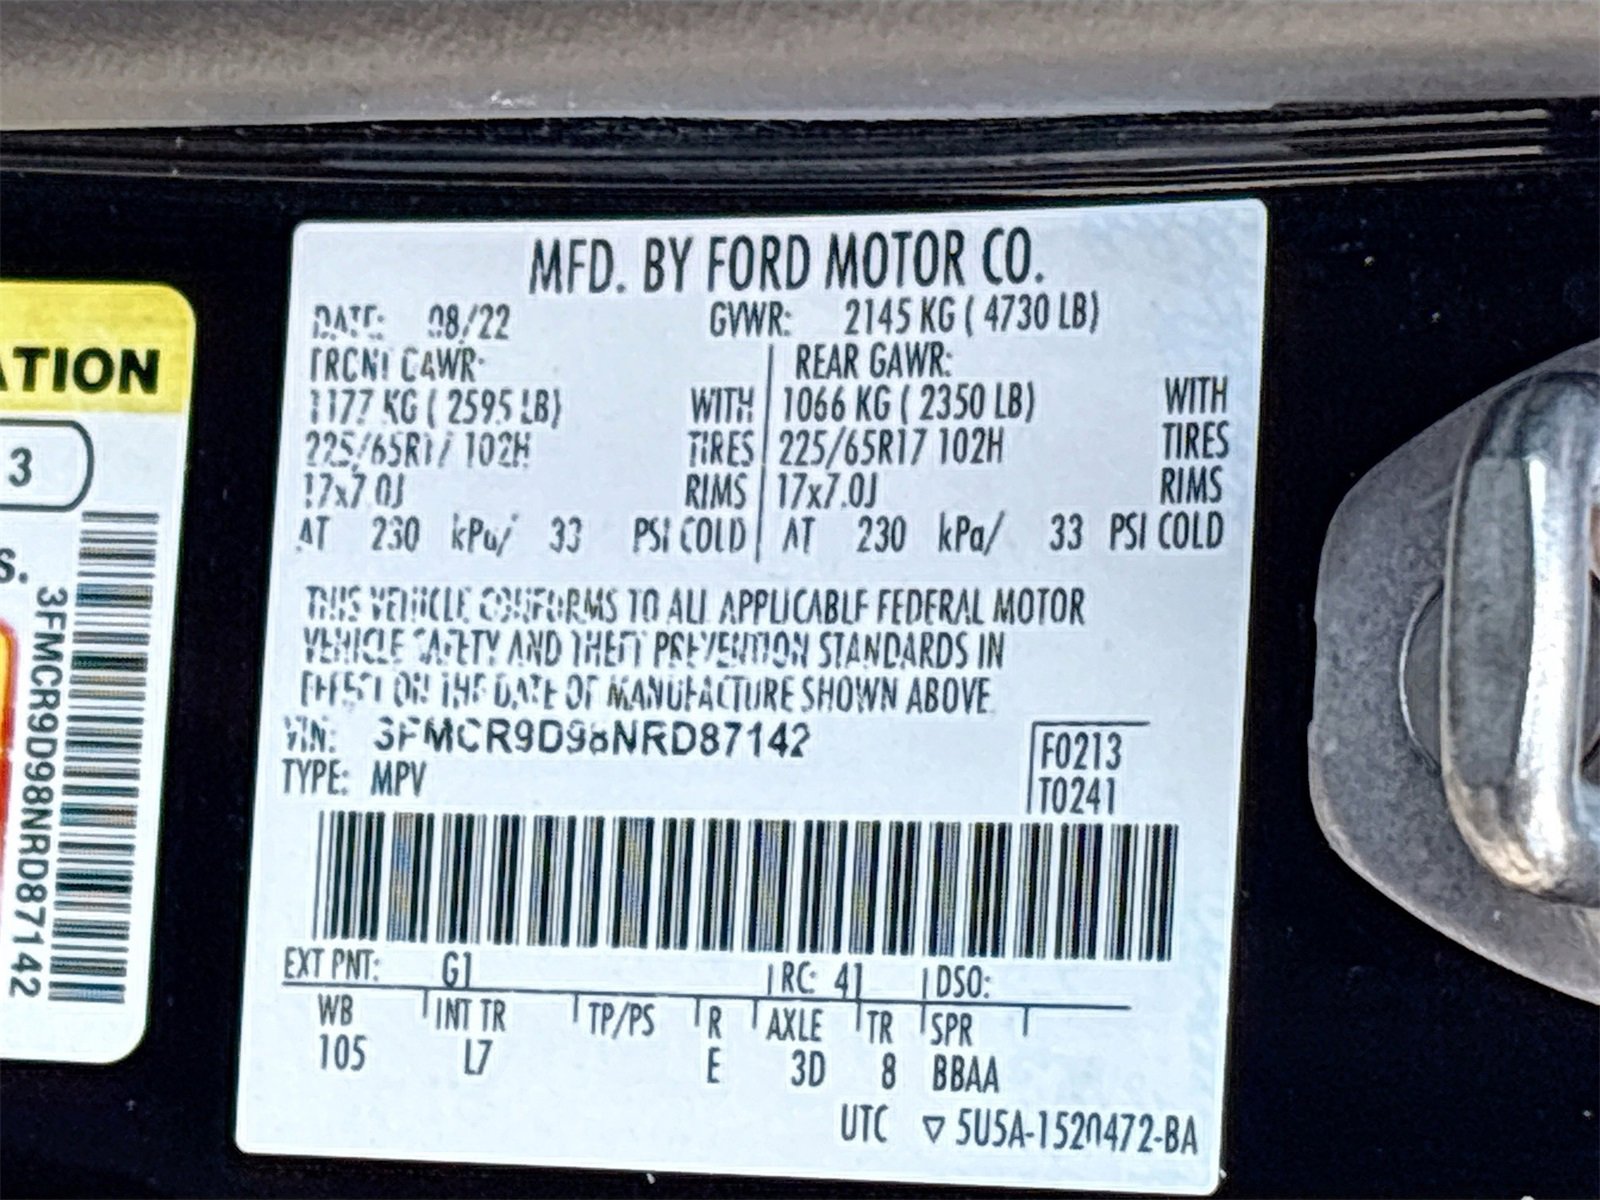 MFD. BY FORD MOTOR CO.
DATE: 08/22 GVWR: 2145 KG ( 4730 LB)
FRONT GAWR: REAR GAWR:
1177 KG ( 2595 LB) WITH 1066 KG ( 2350 LB) WITH
225/65R17 102H TIRES 225/65R17 102H TIRES
17x7.0J RIMS 17x7.0J RIMS
AT 230 kPa/ 33 PSI COLD AT 230 kPa/ 33 PSI COLD
THIS VEHICLE CONFORMS TO ALL APPLICABLE FEDERAL MOTOR
VEHICLE SAFETY AND THEFT PREVENTION STANDARDS IN
EFFECT ON THE DATE OF MANUFACTURE SHOWN ABOVE.
VIN: 3FMCR9D98NRD87142
TYPE: MPV
F0213
T0241
EXT PNT: G1 RC: 41 DSO:
WB INT TR TP/PS R AXLE TR SPR
105 L7 E 3D 8 BBAA
UTC ▽ 5U5A-1520472-BA
ATION
3
S.
3FMCR9D98NRD87142